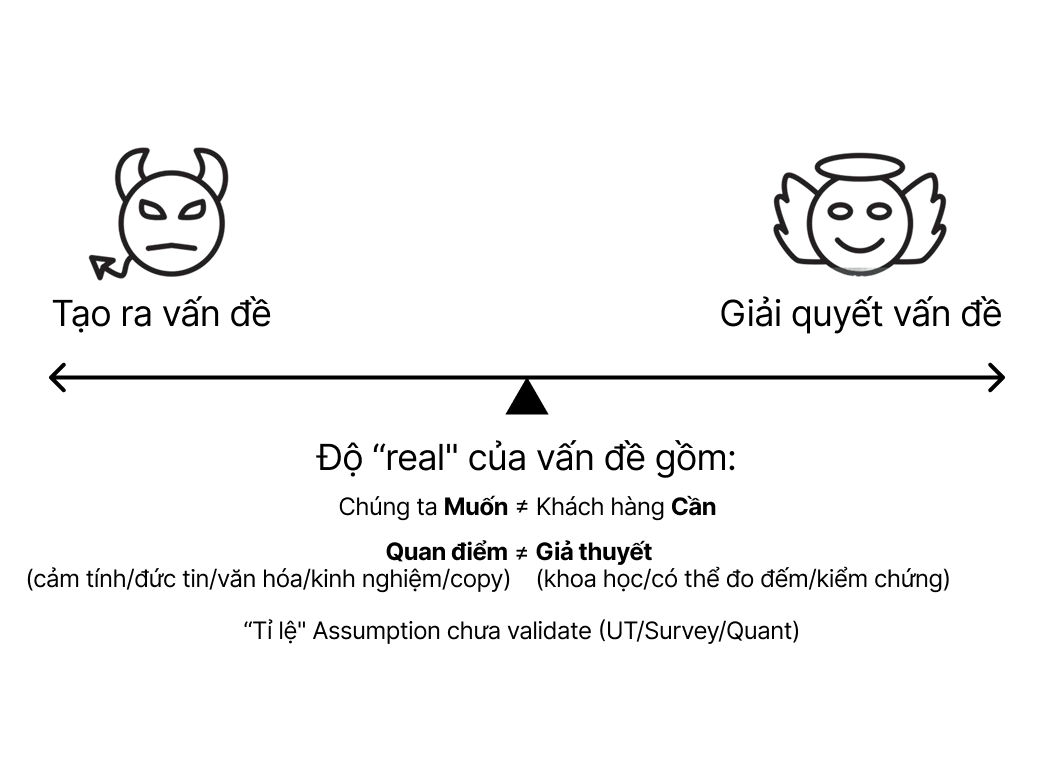 Tạo ra vấn đề
Giải quyết vấn đề
Độ “real" của vấn đề gồm:
Chúng ta Muốn ≠ Khách hàng Cần
Quan điểm ≠ Giả thuyết
(cảm tính/đức tin/văn hóa/kinh nghiệm/copy) (khoa học/có thể đo đếm/kiểm chứng)
“Tỉ lệ" Assumption chưa validate (UT/Survey/Quant)